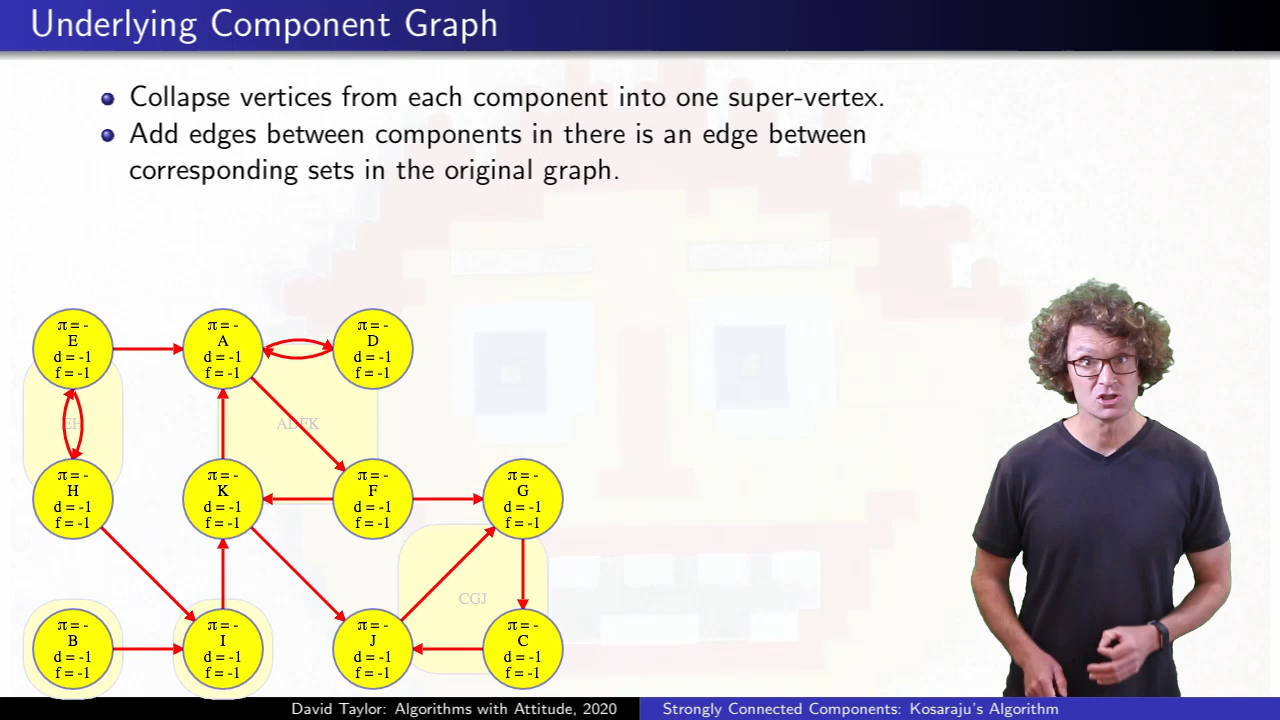 Underlying Component Graph
Collapse vertices from each component into one super-vertex.
Add edges between components in there is an edge between
corresponding sets in the original graph.
π = -
E
d = -1
f = -1
π = -
A
d = -1
f = -1
π = -
D
d = -1
f = -1
EH
ADFK
π = -
H
d = -1
f = -1
π = -
K
d = -1
f = -1
π = -
F
d = -1
f = -1
π = -
G
d = -1
f = -1
CGJ
π = -
B
d = -1
f = -1
π = -
I
d = -1
f = -1
π = -
J
d = -1
f = -1
π = -
C
d = -1
f = -1
David Taylor: Algorithms with Attitude, 2020
Strongly Connected Components: Kosaraju's Algorithm